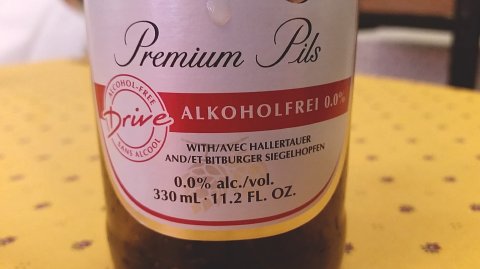 Premium Pils
ALCOHOL-FREE
Drive
SANS ALCOOL
ALKOHOLFREI 0.0%
WITH/AVEC HALLERTAUER
AND/ET BITBURGER SIEGELHOPFEN
0.0% alc./vol.
330 mL · 11.2 FL. OZ.